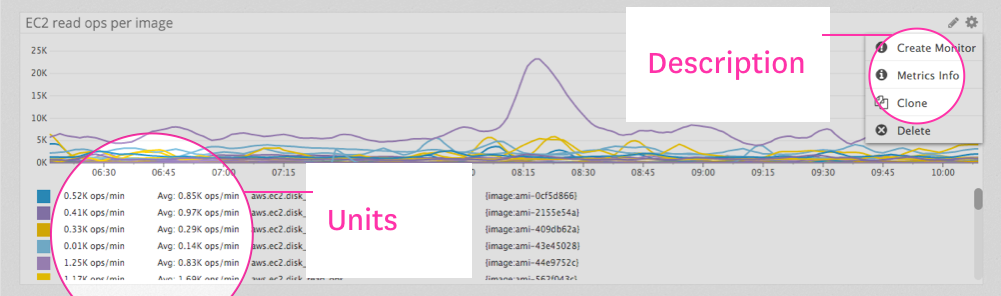 EC2 read ops per image
25K
20K
15K
10K
5K
0K
06:30 06:45 07:00 07:15 08:15 08:30 08:45 09:00 09:15 09:30 09:45 10:00
Description
Create Monitor
Metrics Info
Clone
Delete
Units
0.52K ops/min Avg: 0.85K ops/min aws.ec2.disk_ {image:ami-0cf5d866}
0.41K ops/min Avg: 0.97K ops/min aws.ec2.disk_ {image:ami-2155e54a}
0.33K ops/min Avg: 0.29K ops/min aws.ec2.disk_ {image:ami-409db62a}
0.01K ops/min Avg: 0.14K ops/min aws.ec2.disk_ {image:ami-43e45028}
1.25K ops/min Avg: 0.83K ops/min aws.ec2.disk_ {image:ami-44e9752c}
1.17K ops/min Avg: 1.69K ops/min aws.ec2.disk_read_ops {image:ami-562f043c}